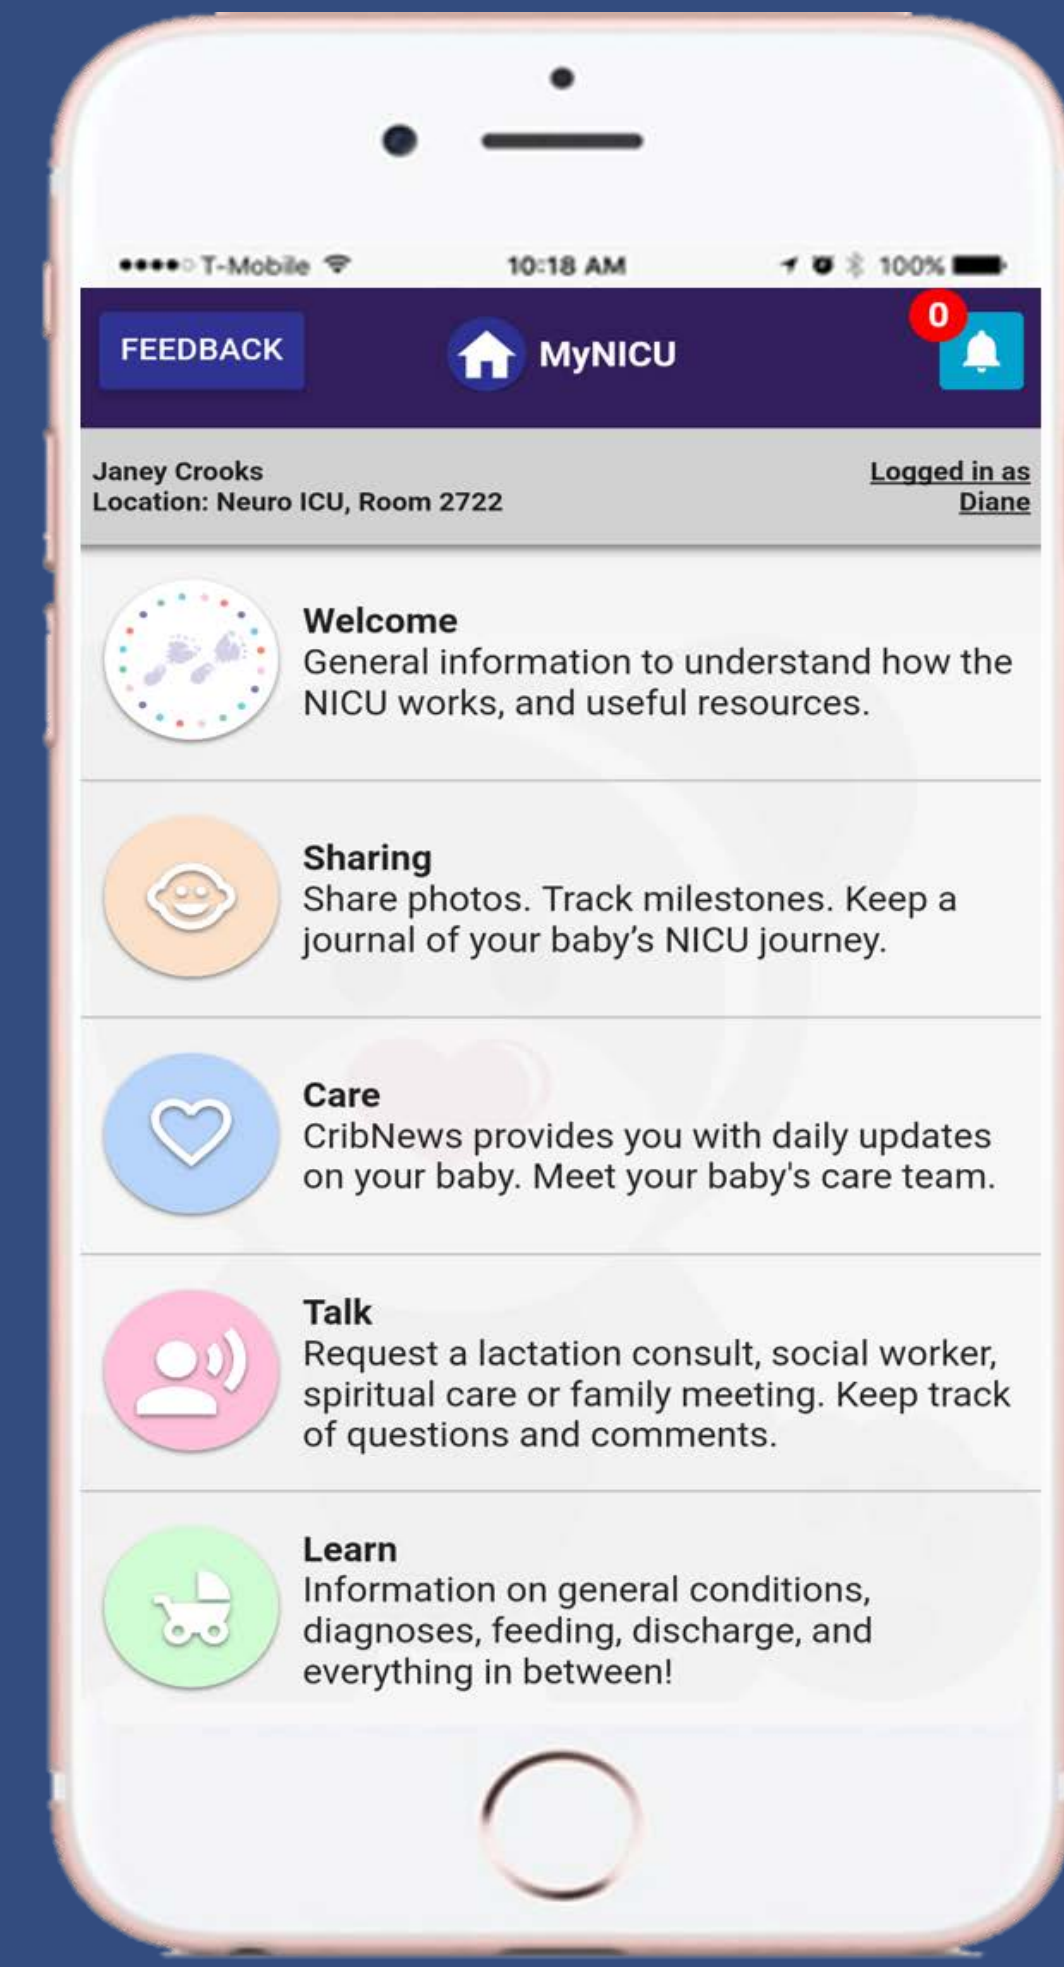 T-Mobile 10:18 AM 100%
FEEDBACK MyNICU 0
Janey Crooks
Location: Neuro ICU, Room 2722
Logged in as
Diane
Welcome
General information to understand how the
NICU works, and useful resources.
Sharing
Share photos. Track milestones. Keep a
journal of your baby’s NICU journey.
Care
CribNews provides you with daily updates
on your baby. Meet your baby's care team.
Talk
Request a lactation consult, social worker,
spiritual care or family meeting. Keep track
of questions and comments.
Learn
Information on general conditions,
diagnoses, feeding, discharge, and
everything in between!